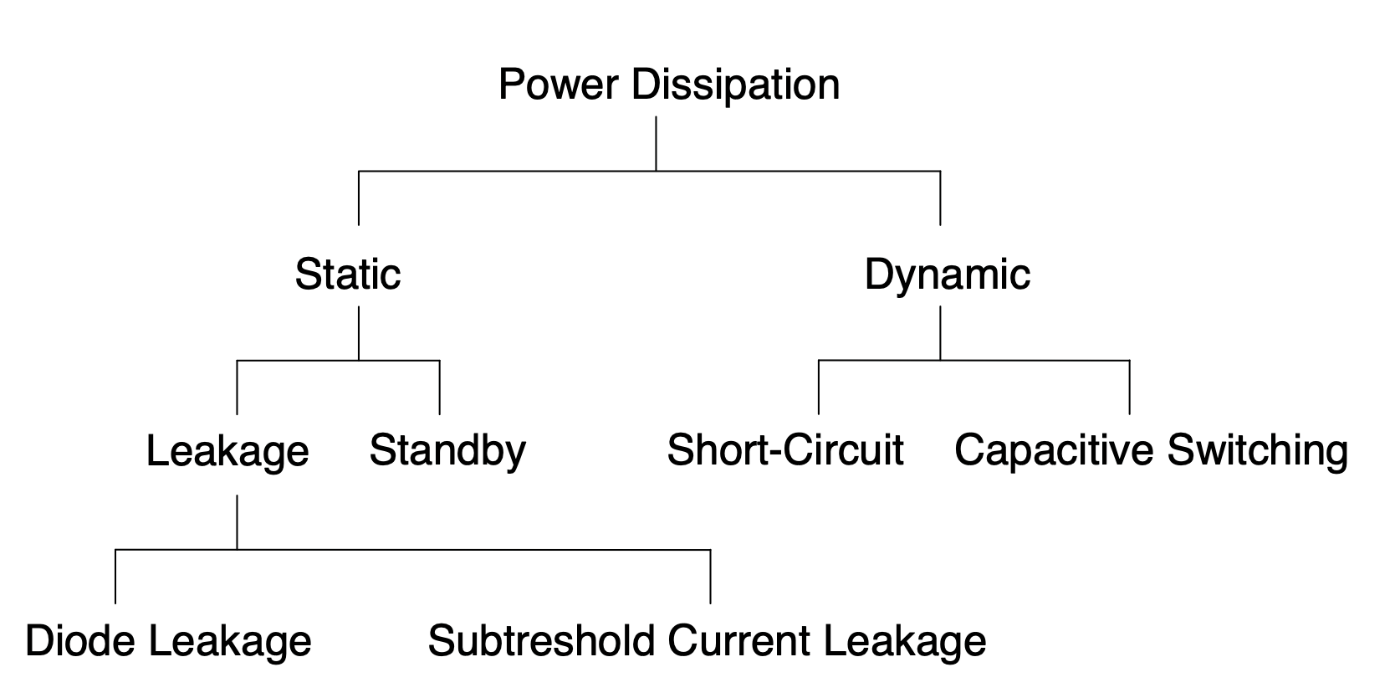 Power Dissipation
Static
Dynamic
Leakage
Standby
Short-Circuit
Capacitive Switching
Diode Leakage
Subtreshold Current Leakage